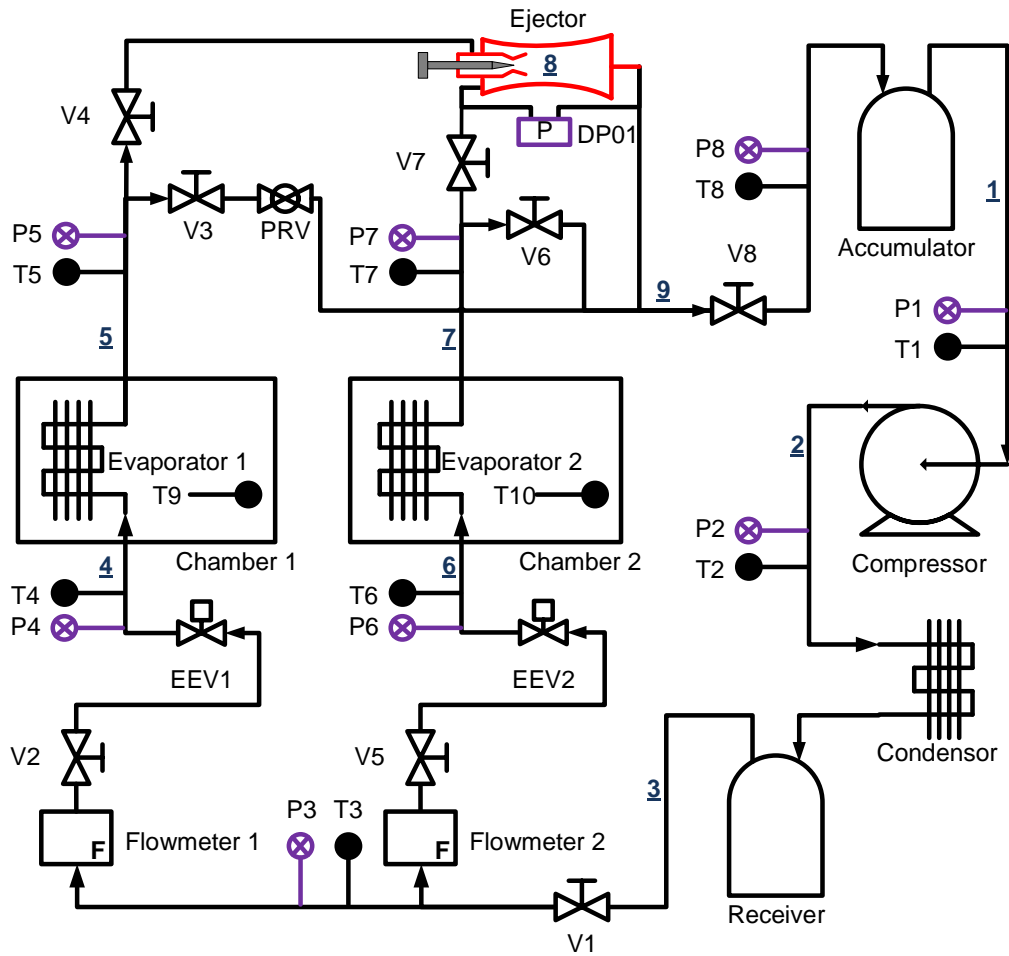 Ejector
8
V4
P
DP01
P8
V7
T8
1
P5
V3
PRV
P7
V6
Accumulator
T5
T7
V8
9
P1
5
7
T1
2
Evaporator 1
Evaporator 2
T9
T10
P2
Chamber 1
Chamber 2
Compressor
4
6
T2
T4
T6
P4
P6
EEV1
EEV2
V2
V5
Condensor
3
P3
T3
F
Flowmeter 1
F
Flowmeter 2
Receiver
V1